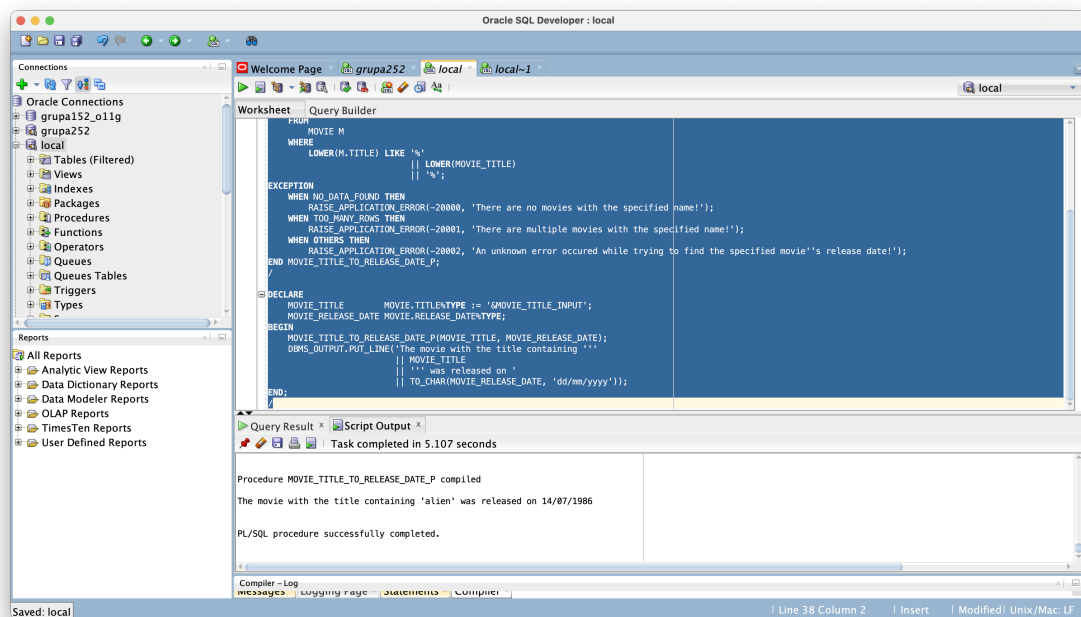 Oracle SQL Developer : local
Connections
Oracle Connections
grupa152_o11g
grupa252
local
Tables (Filtered)
Views
Indexes
Packages
Procedures
Functions
Operators
Queues
Queues Tables
Triggers
Types
Reports
All Reports
Analytic View Reports
Data Dictionary Reports
Data Modeler Reports
OLAP Reports
TimesTen Reports
User Defined Reports
Welcome Page grupa252 local local~1
local
Worksheet Query Builder
FROM
MOVIE M
WHERE
LOWER(M.TITLE) LIKE '%'
|| LOWER(MOVIE_TITLE)
|| '%';
EXCEPTION
WHEN NO_DATA_FOUND THEN
RAISE_APPLICATION_ERROR(-20000, 'There are no movies with the specified name!');
WHEN TOO_MANY_ROWS THEN
RAISE_APPLICATION_ERROR(-20001, 'There are multiple movies with the specified name!');
WHEN OTHERS THEN
RAISE_APPLICATION_ERROR(-20002, 'An unknown error occured while trying to find the specified movie''s release date!');
END MOVIE_TITLE_TO_RELEASE_DATE_P;
/
DECLARE
MOVIE_TITLE MOVIE.TITLE%TYPE := '&MOVIE_TITLE_INPUT';
MOVIE_RELEASE_DATE MOVIE.RELEASE_DATE%TYPE;
BEGIN
MOVIE_TITLE_TO_RELEASE_DATE_P(MOVIE_TITLE, MOVIE_RELEASE_DATE);
DBMS_OUTPUT.PUT_LINE('The movie with the title containing '''
|| MOVIE_TITLE
|| ''' was released on '
|| TO_CHAR(MOVIE_RELEASE_DATE, 'dd/mm/yyyy'));
END;
/
Query Result Script Output
Task completed in 5.107 seconds
Procedure MOVIE_TITLE_TO_RELEASE_DATE_P compiled
The movie with the title containing 'alien' was released on 14/07/1986
PL/SQL procedure successfully completed.
Compiler - Log
Messages Logging Page Statements Compiler
Saved: local
Line 38 Column 2 Insert Modified Unix/Mac: LF